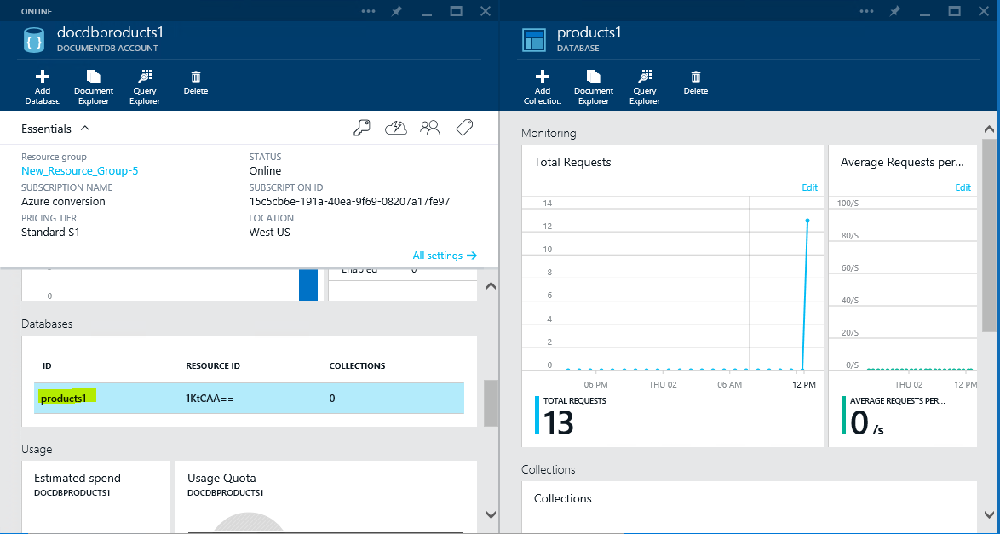 ONLINE
docdbproducts1
DOCUMENTDB ACCOUNT
Add Database
Document Explorer
Query Explorer
Delete
Essentials
Resource group
New_Resource_Group-5
SUBSCRIPTION NAME
Azure conversion
PRICING TIER
Standard S1
STATUS
Online
SUBSCRIPTION ID
15c5cb6e-191a-40ea-9f69-08207a17fe97
LOCATION
West US
All settings
0
Enabled 0
Databases
ID RESOURCE ID COLLECTIONS
products1 1KtCAA== 0
Usage
Estimated spend
DOCDBPRODUCTS1
Usage Quota
DOCDBPRODUCTS1
products1
DATABASE
Add
Collectio..
Document Explorer
Query Explorer
Delete
Monitoring
Total Requests
Edit
14
12
10
8
6
4
2
0
06 PM THU 02 06 AM 12 PM
TOTAL REQUESTS
13
Average Requests per...
Edit
100/S
80/S
60/S
40/S
20/S
0/S
THU 02 12 PM
AVERAGE REQUESTS PER...
0 /s
Collections
Collections